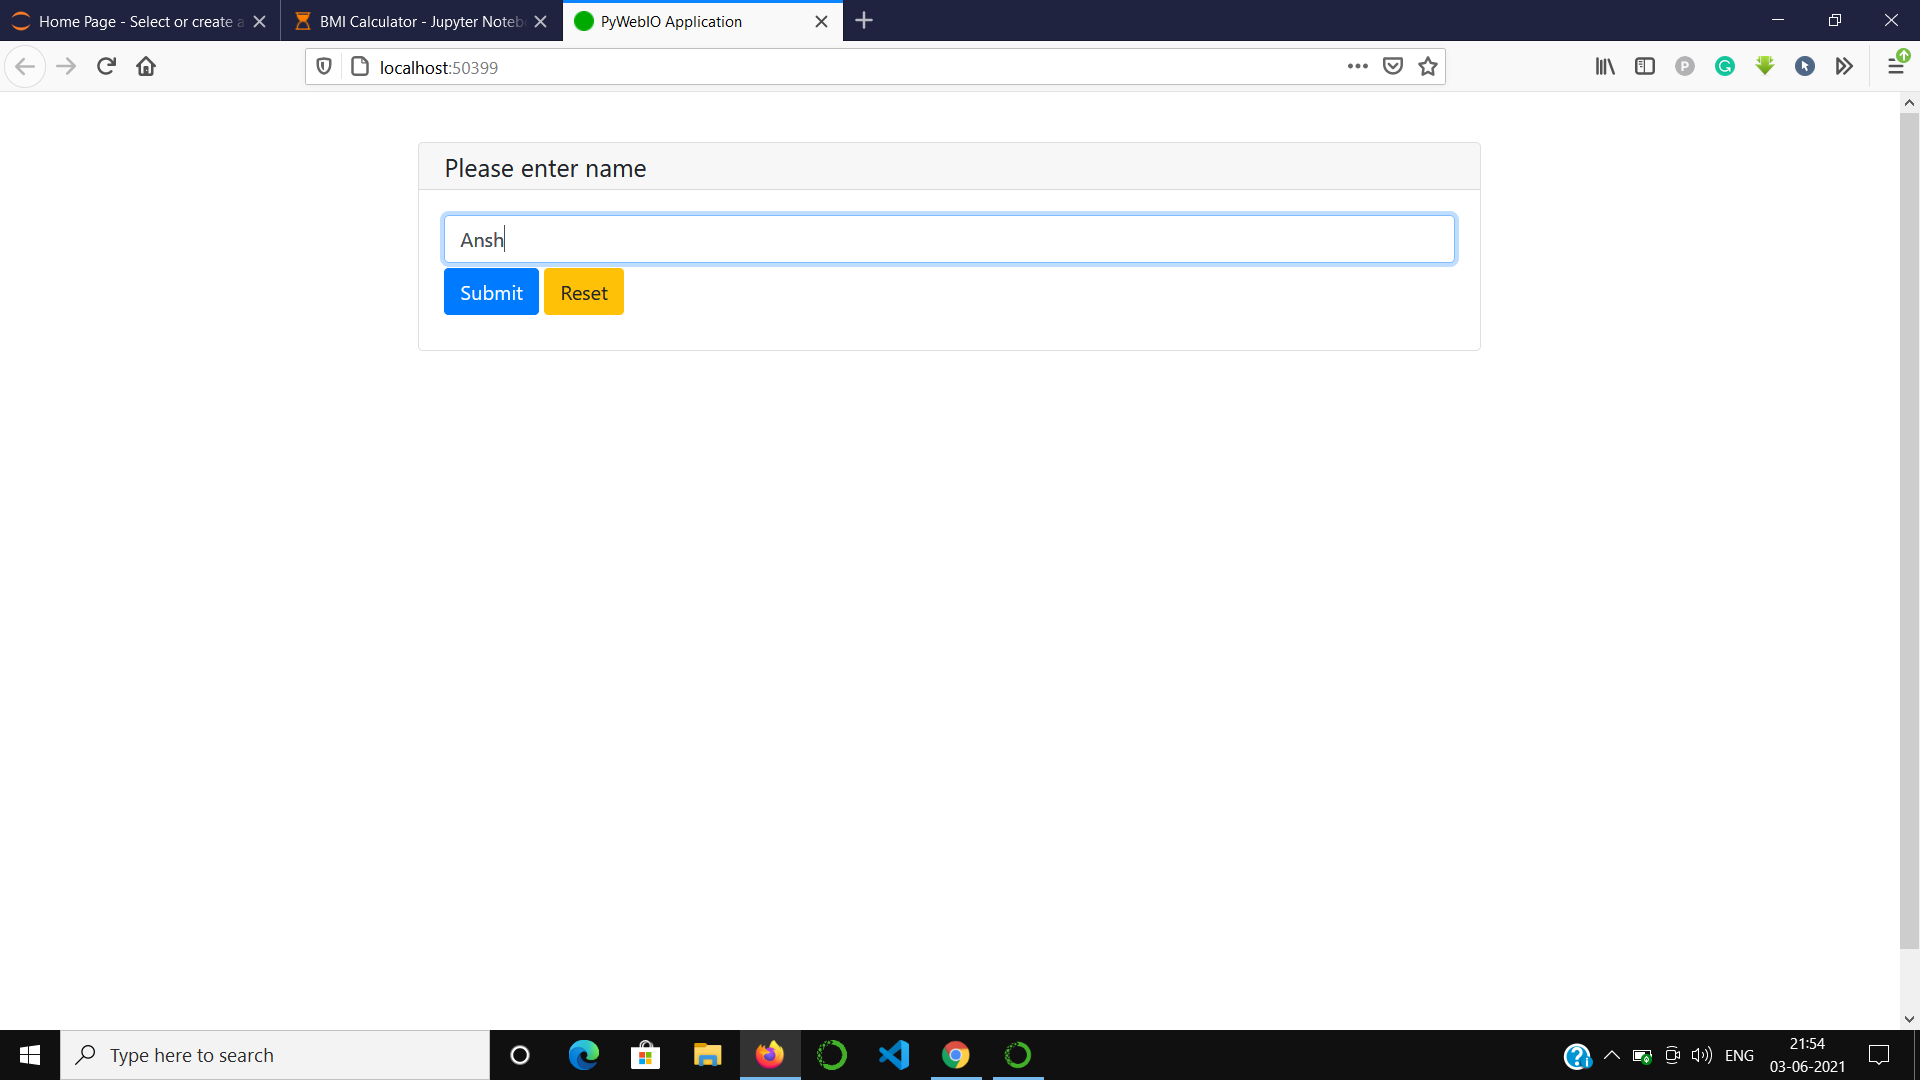 Home Page - Select or create a
BMI Calculator - Jupyter Noteb
PyWebIO Application
localhost:50399
Please enter name
Ansh
Submit
Reset
Type here to search
ENG
21:54
03-06-2021